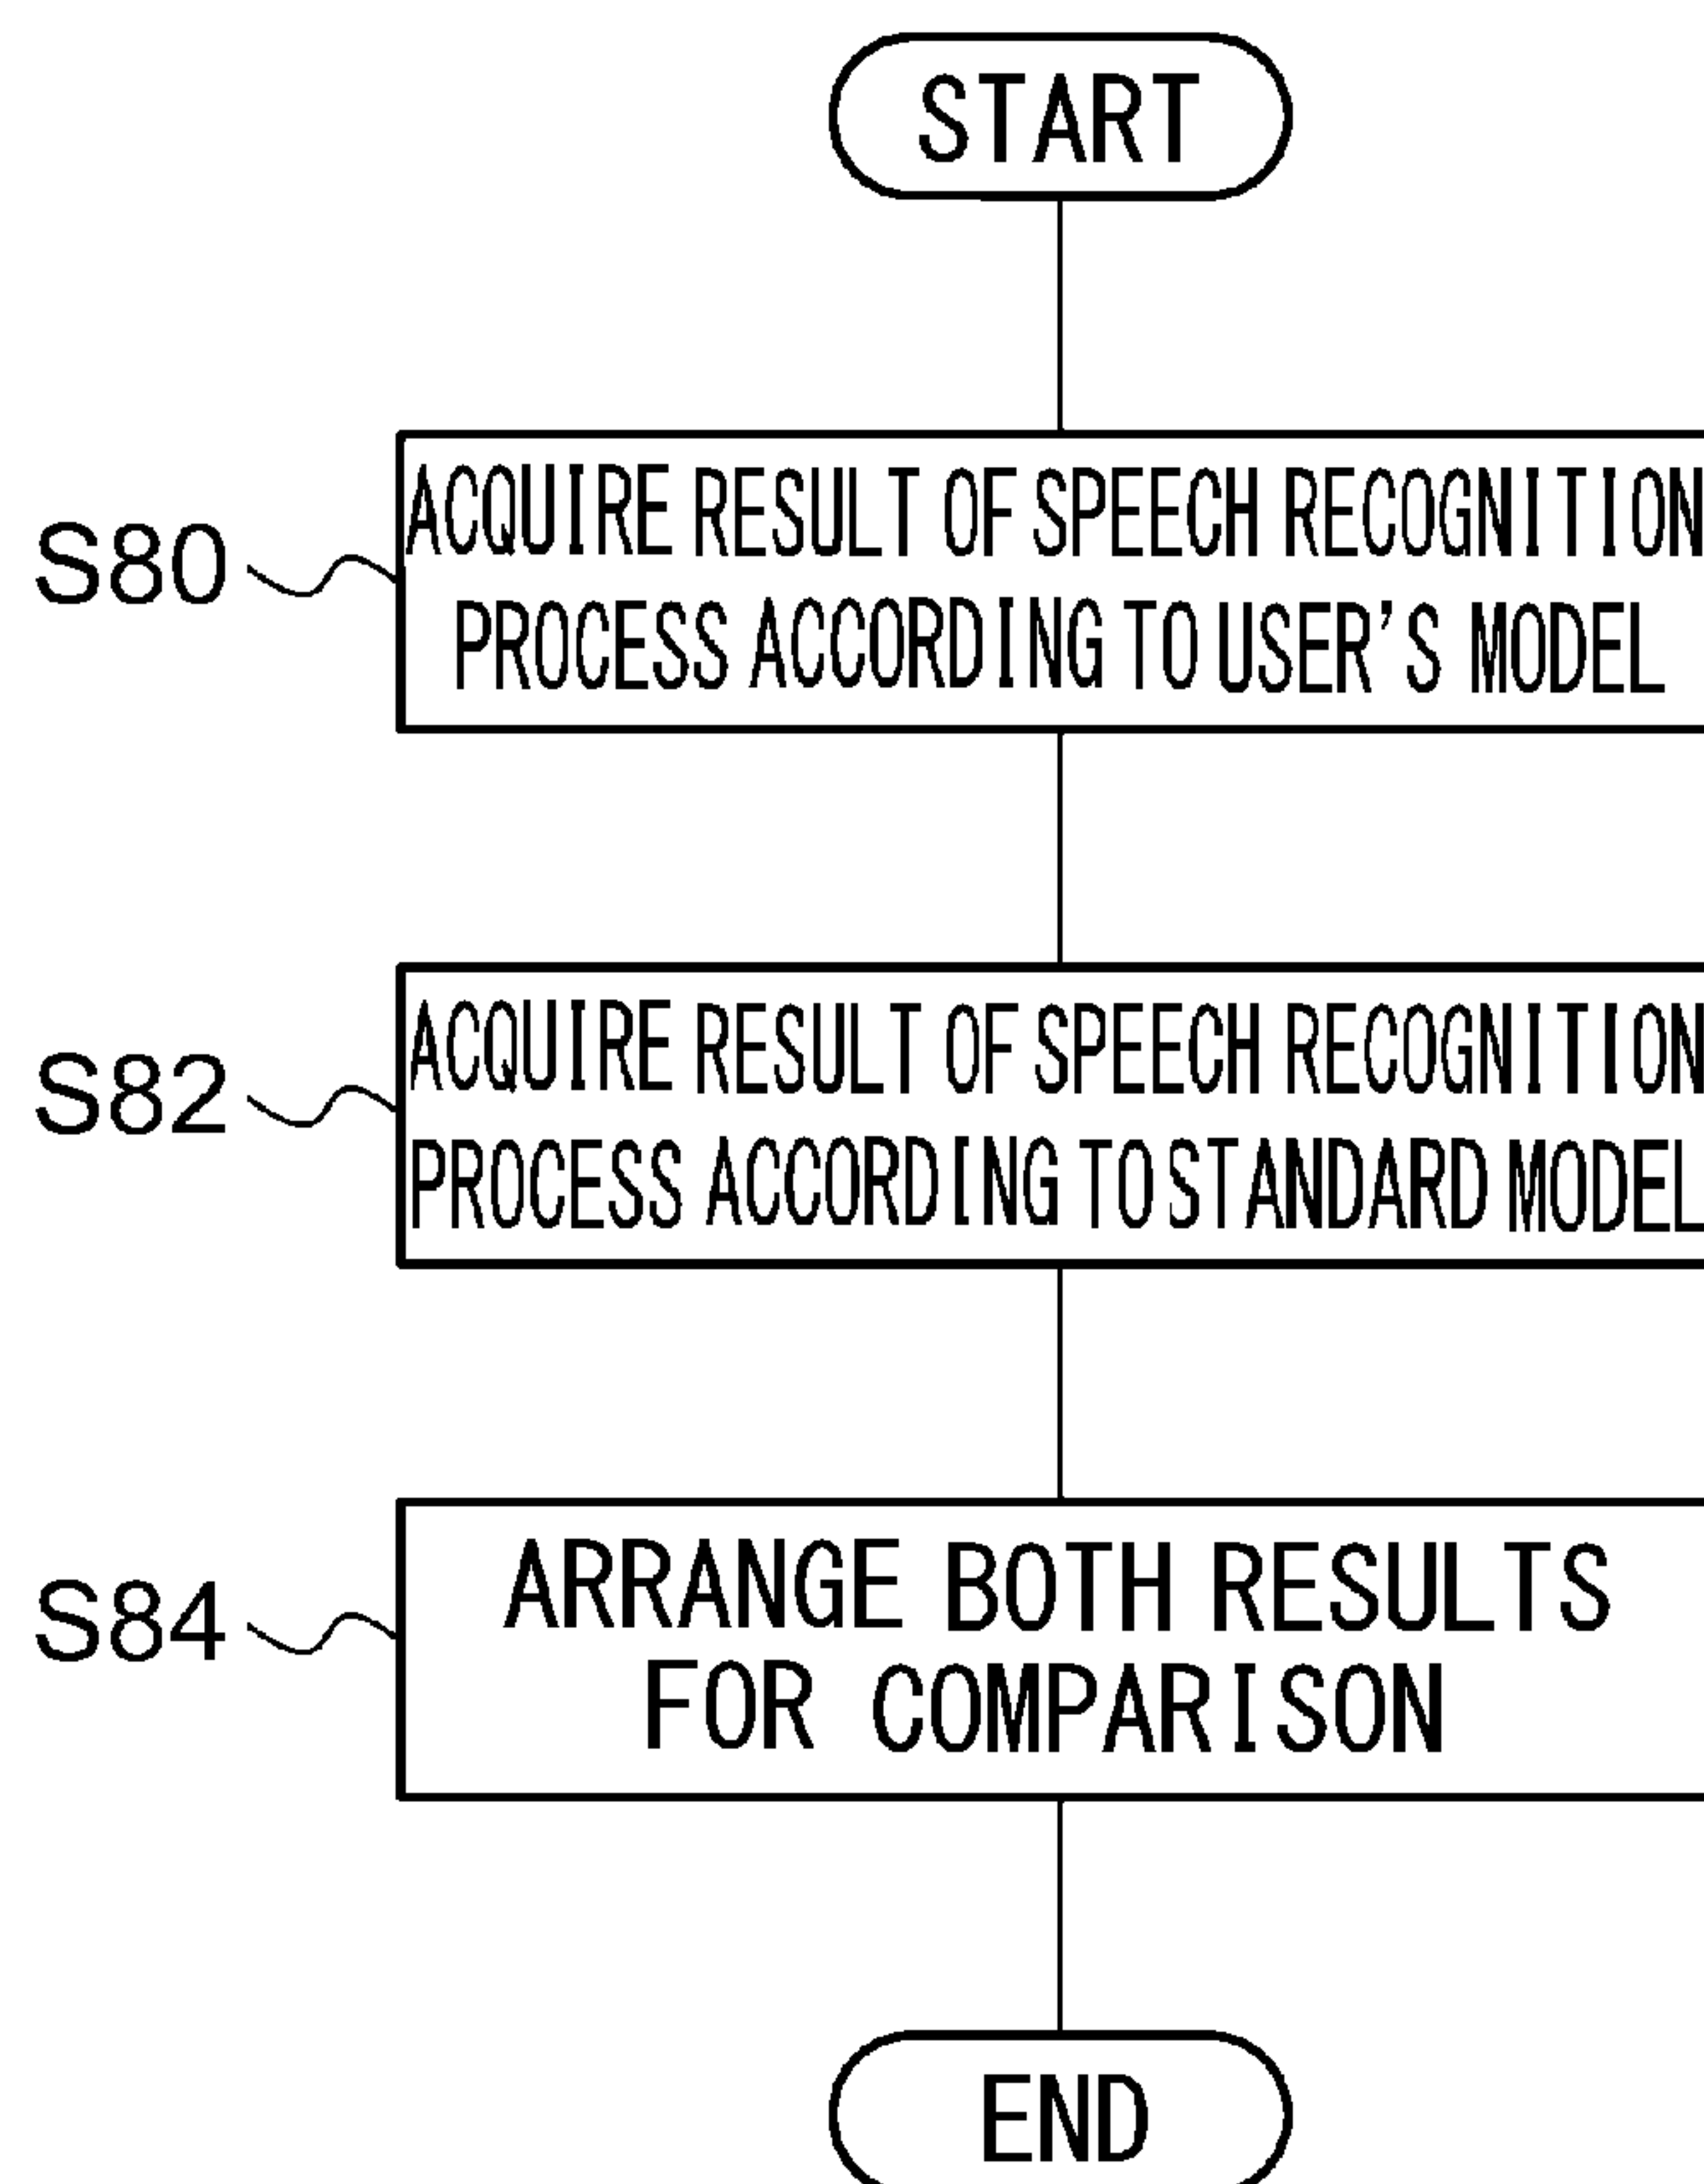 START
S80
ACQUIRE RESULT OF SPEECH RECOGNITION
PROCESS ACCORDING TO USER'S MODEL
S82
ACQUIRE RESULT OF SPEECH RECOGNITION
PROCESS ACCORDING TO STANDARD MODEL
S84
ARRANGE BOTH RESULTS
FOR COMPARISON
END